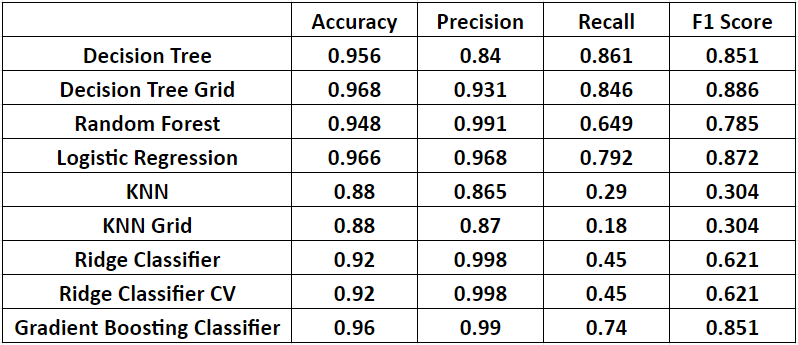 Accuracy Precision Recall F1 Score
Decision Tree 0.956 0.84 0.861 0.851
Decision Tree Grid 0.968 0.931 0.846 0.886
Random Forest 0.948 0.991 0.649 0.785
Logistic Regression 0.966 0.968 0.792 0.872
KNN 0.88 0.865 0.29 0.304
KNN Grid 0.88 0.87 0.18 0.304
Ridge Classifier 0.92 0.998 0.45 0.621
Ridge Classifier CV 0.92 0.998 0.45 0.621
Gradient Boosting Classifier 0.96 0.99 0.74 0.851